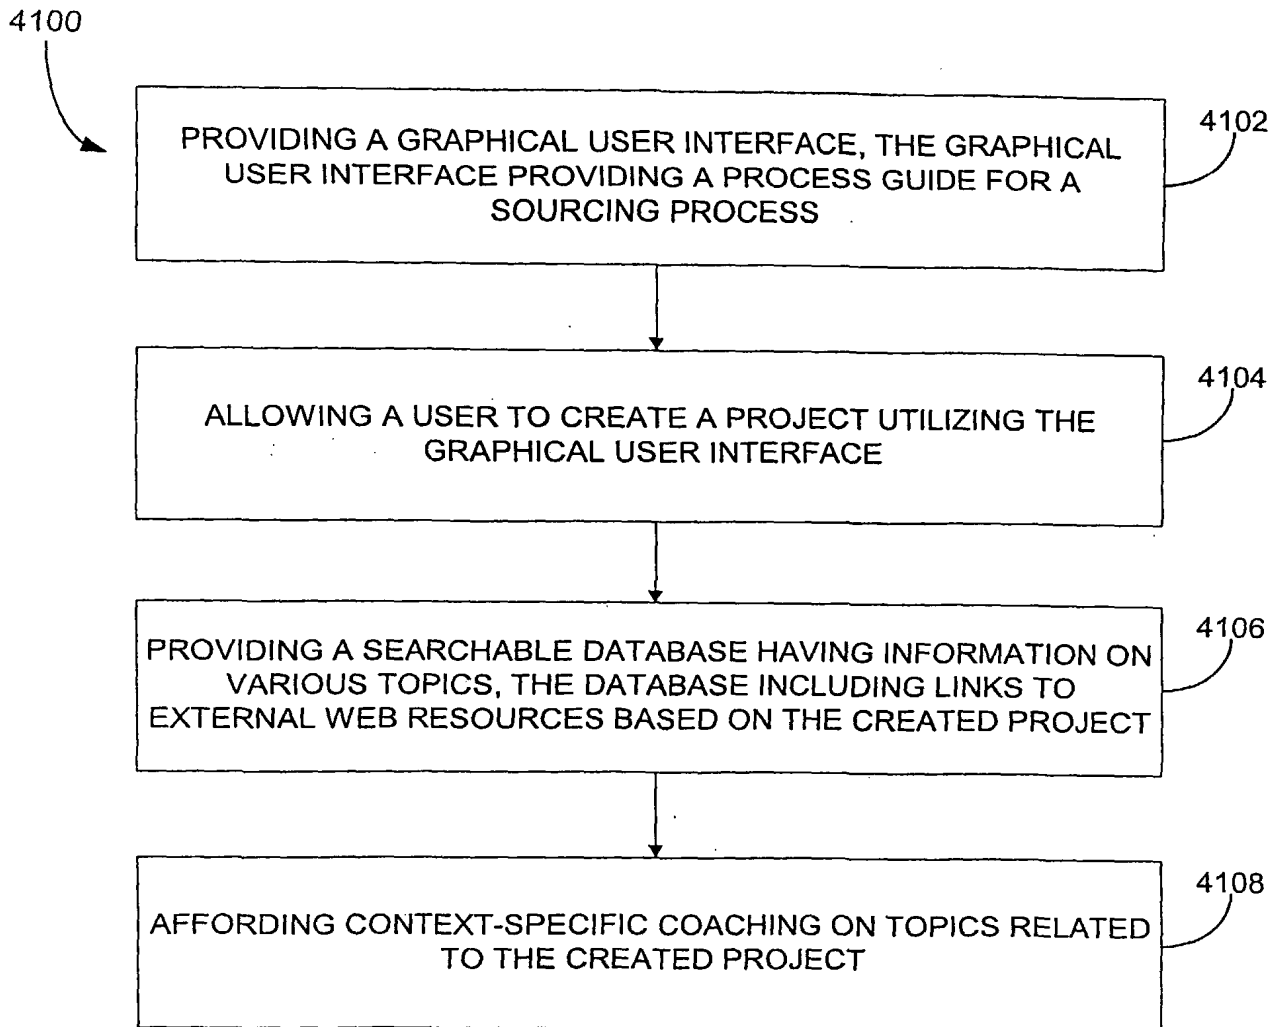 4100
4102
PROVIDING A GRAPHICAL USER INTERFACE, THE GRAPHICAL
USER INTERFACE PROVIDING A PROCESS GUIDE FOR A
SOURCING PROCESS
4104
ALLOWING A USER TO CREATE A PROJECT UTILIZING THE
GRAPHICAL USER INTERFACE
4106
PROVIDING A SEARCHABLE DATABASE HAVING INFORMATION ON
VARIOUS TOPICS, THE DATABASE INCLUDING LINKS TO
EXTERNAL WEB RESOURCES BASED ON THE CREATED PROJECT
4108
AFFORDING CONTEXT-SPECIFIC COACHING ON TOPICS RELATED
TO THE CREATED PROJECT